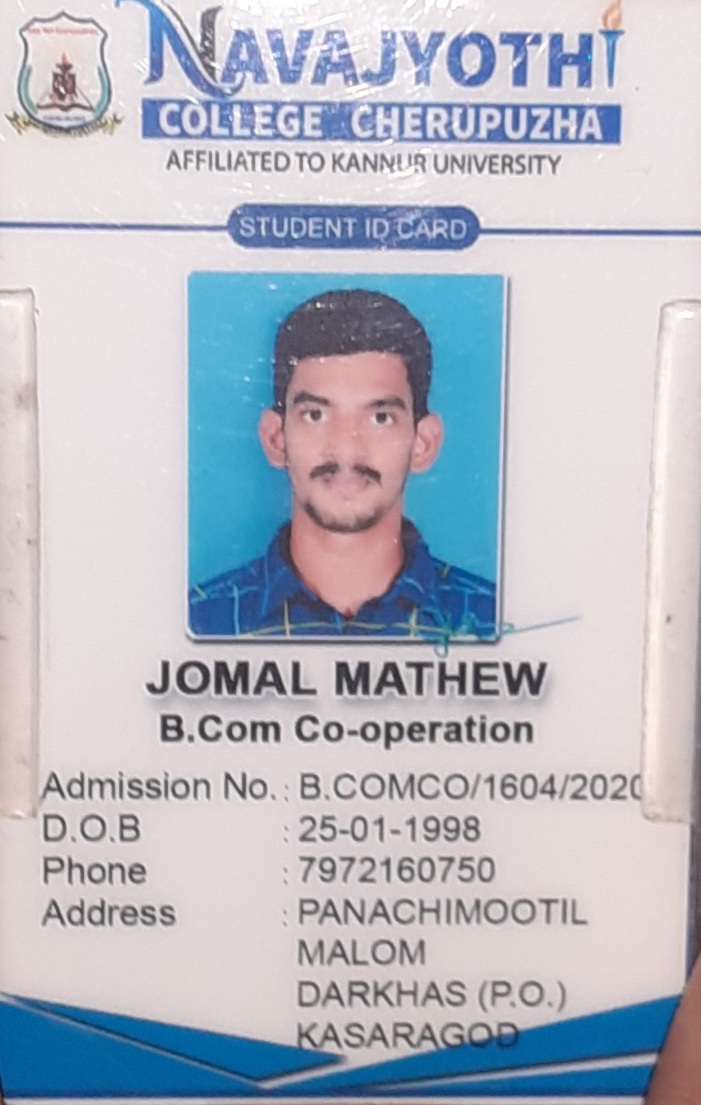 NAVAJYOTHI
COLLEGE CHERUPUZHA
AFFILIATED TO KANNUR UNIVERSITY
STUDENT ID CARD
JOMAL MATHEW
B.Com Co-operation
Admission No. : B.COMCO/1604/2020
D.O.B : 25-01-1998
Phone : 7972160750
Address : PANACHIMOOTIL
MALOM
DARKHAS (P.O.)
KASARAGOD